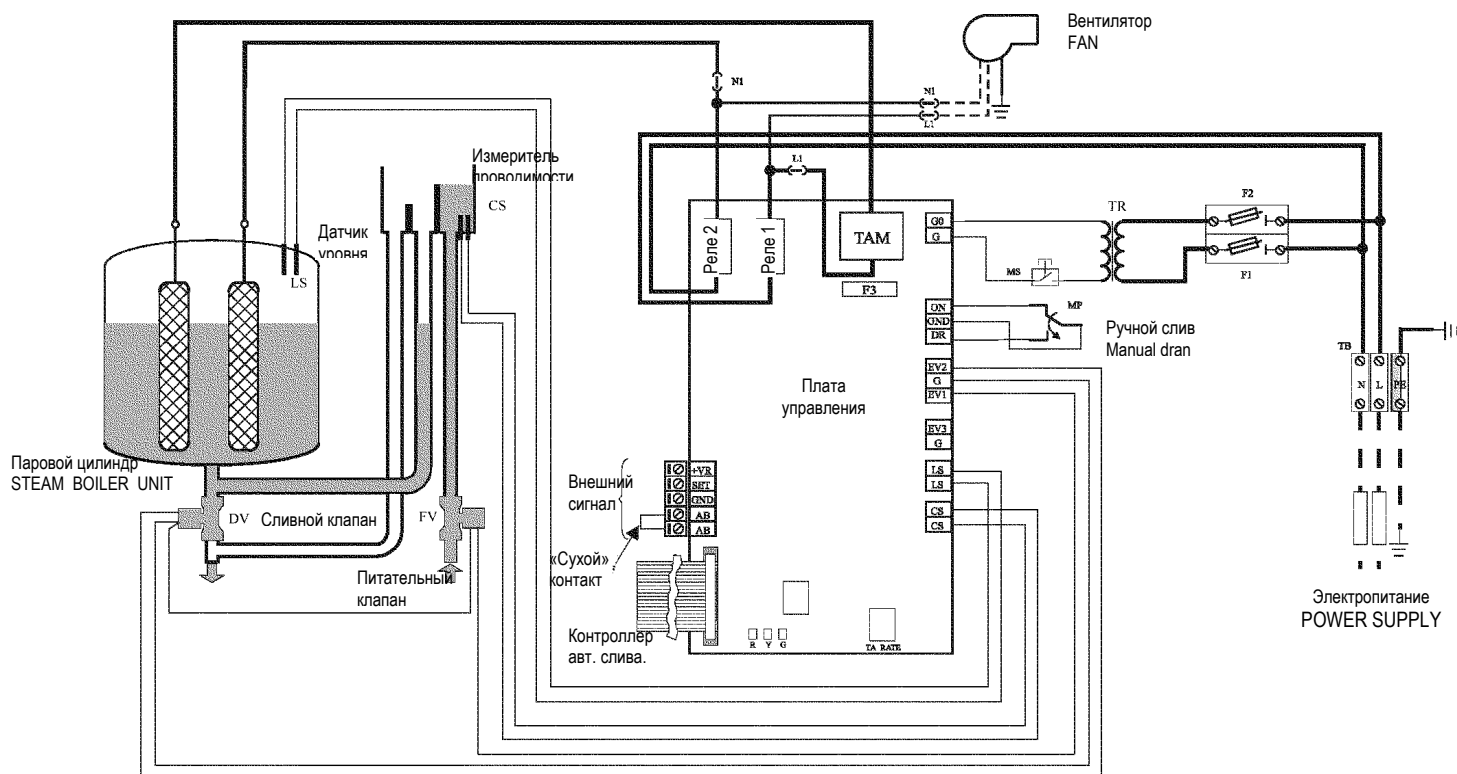 Вентилятор
FAN
N1
N1
L1
L1
Измеритель
проводимости
CS
Датчик
уровня
LS
Реле 2
Реле 1
TAM
F3
G0
G
MS
TR
F2
F1
ON
GND
DR
MP
Ручной слив
Manual dran
TB
N
L
PE
EV2
G
EV1
EV3
G
Плата
управления
LS
LS
CS
CS
Паровой цилиндр
STEAM BOILER UNIT
DV
Сливной клапан
FV
Питательный
клапан
Внешний
сигнал
+VR
SET
GND
AB
AB
«Сухой»
контакт
Контроллер
авт. слива.
R Y G
TA RATE
Электропитание
POWER SUPPLY